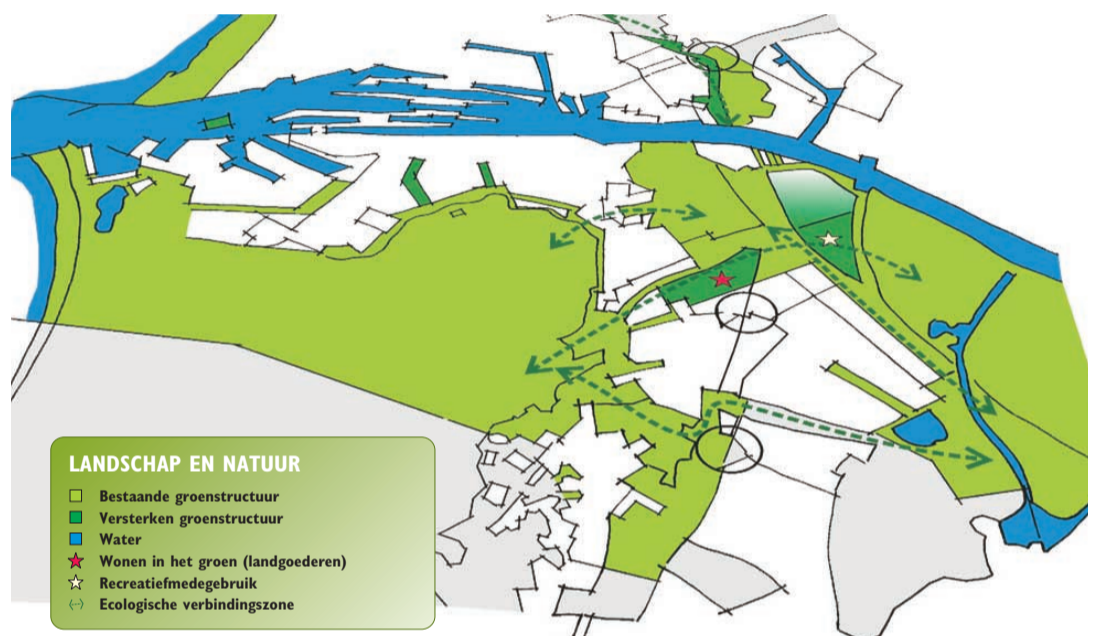 LANDSCHAP EN NATUUR
Bestaande groenstructuur
Versterken groenstructuur
Water
Wonen in het groen (landgoederen)
Recreatiefmedegebruik
Ecologische verbindingszone